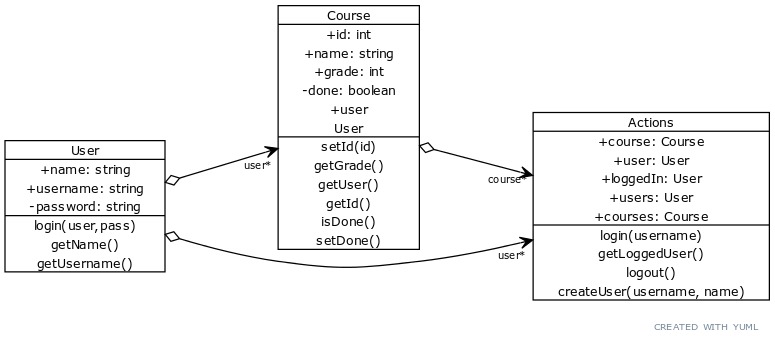 Course
+id: int
+name: string
+grade: int
-done: boolean
+user
User
setId(id)
getGrade()
getUser()
getId()
isDone()
setDone()
User
+name: string
+username: string
-password: string
login(user,pass)
getName()
getUsername()
user*
user*
course*
Actions
+course: Course
+user: User
+loggedIn: User
+users: User
+courses: Course
login(username)
getLoggedUser()
logout()
createUser(username, name)
CREATED WITH YUML